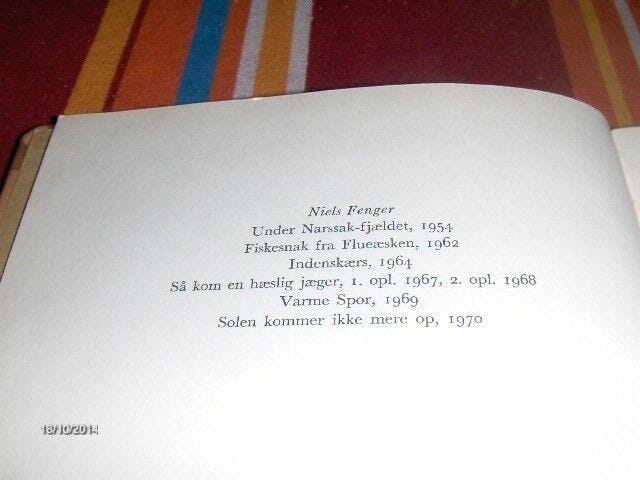 Niels Fenger
Under Narssak-fjældet, 1954
Fiskesnak fra Flueæsken, 1962
Indenskærs, 1964
Så kom en hæslig jæger, 1. opl. 1967, 2. opl. 1968
Varme Spor, 1969
Solen kommer ikke mere op, 1970
18/10/2014